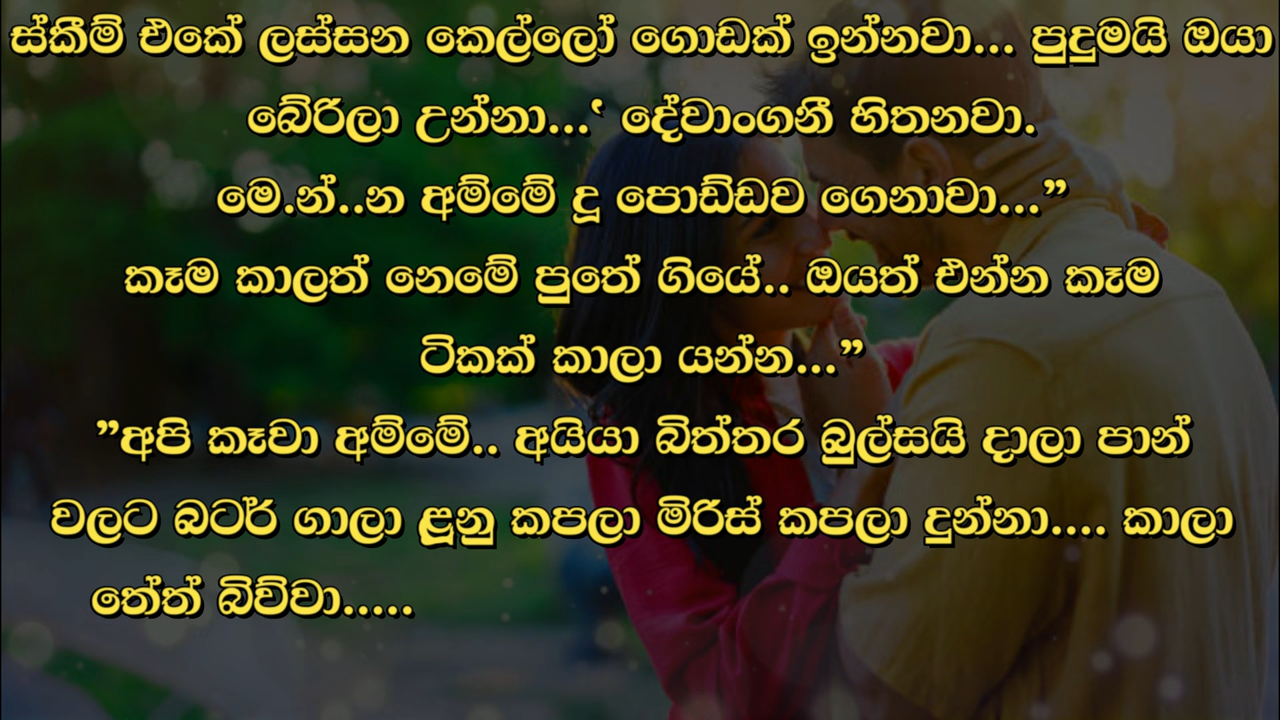 ස්කීම් එකේ ලස්සන කෙල්ලෝ ගොඩක් ඉන්නවා... පුදුමයි ඔයා
බේරිලා උන්නා...‛ දේවාංගනී හිතනවා.
මෙ.න්..න අම්මේ දූ පොඩ්ඩව ගෙනාවා...”
කෑම කාලත් නෙමේ පුතේ ගියේ.. ඔයත් එන්න කෑම
ටිකක් කාලා යන්න...”
”අපි කෑවා අම්මේ.. අයියා බිත්තර බුල්සයි දාලා පාන්
වලට බටර් ගාලා ළූනු කපලා මිරිස් කපලා දුන්නා.... කාලා
තේත් බිව්වා.....